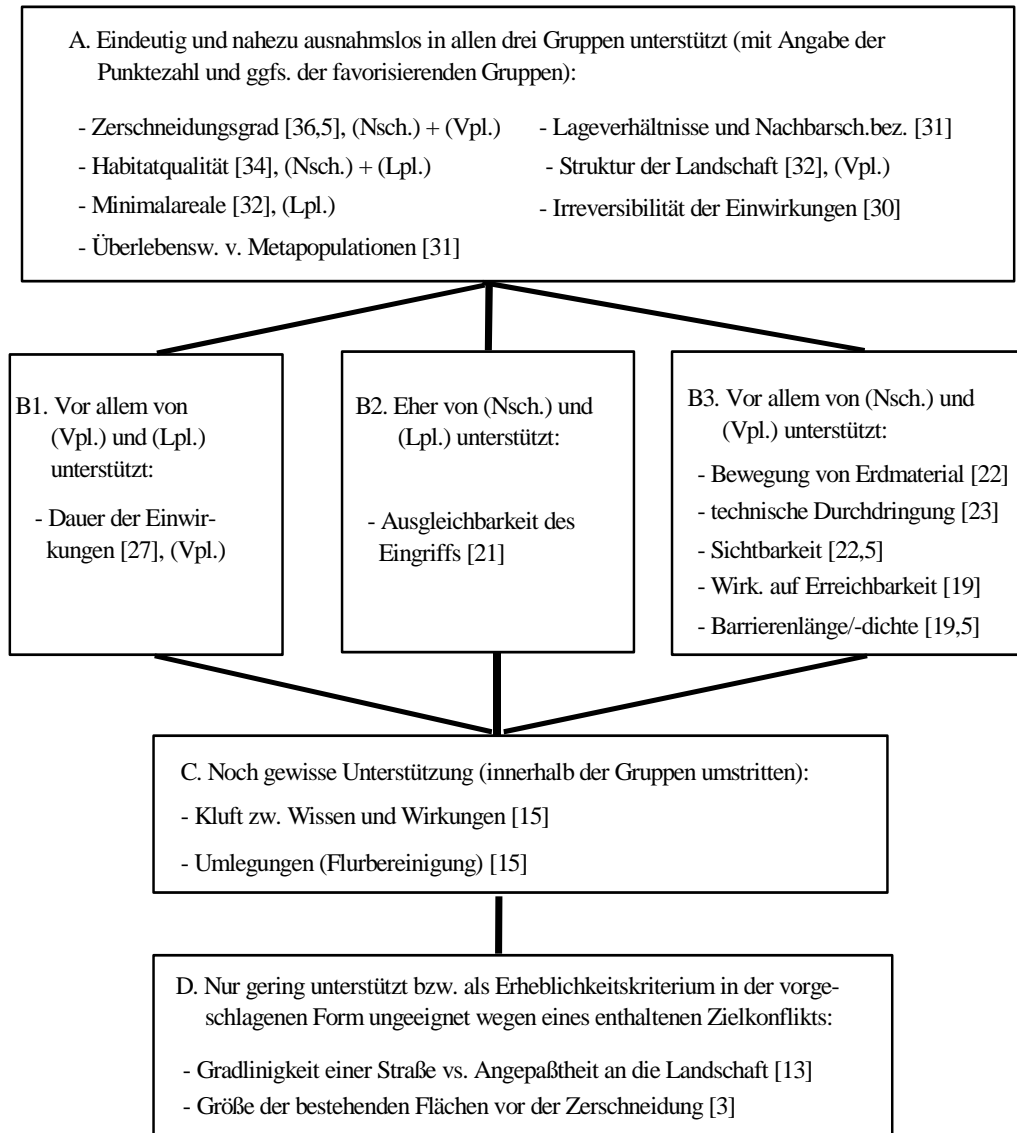 A. Eindeutig und nahezu ausnahmslos in allen drei Gruppen unterstützt (mit Angabe der
Punktezahl und ggfs. der favorisierenden Gruppen):
- Zerschneidungsgrad [36,5], (Nsch.) + (Vpl.)
- Habitatqualität [34], (Nsch.) + (Lpl.)
- Minimalareale [32], (Lpl.)
- Überlebensw. v. Metapopulationen [31]
- Lageverhältnisse und Nachbarsch.bez. [31]
- Struktur der Landschaft [32], (Vpl.)
- Irreversibilität der Einwirkungen [30]
B1. Vor allem von
(Vpl.) und (Lpl.)
unterstützt:
- Dauer der Einwir-
kungen [27], (Vpl.)
B2. Eher von (Nsch.) und
(Lpl.) unterstützt:
- Ausgleichbarkeit des
Eingriffs [21]
B3. Vor allem von (Nsch.) und
(Vpl.) unterstützt:
- Bewegung von Erdmaterial [22]
- technische Durchdringung [23]
- Sichtbarkeit [22,5]
- Wirk. auf Erreichbarkeit [19]
- Barrierenlänge/-dichte [19,5]
C. Noch gewisse Unterstützung (innerhalb der Gruppen umstritten):
- Kluft zw. Wissen und Wirkungen [15]
- Umlegungen (Flurbereinigung) [15]
D. Nur gering unterstützt bzw. als Erheblichkeitskriterium in der vorge-
schlagenen Form ungeeignet wegen eines enthaltenen Zielkonflikts:
- Gradlinigkeit einer Straße vs. Angepaßtheit an die Landschaft [13]
- Größe der bestehenden Flächen vor der Zerschneidung [3]